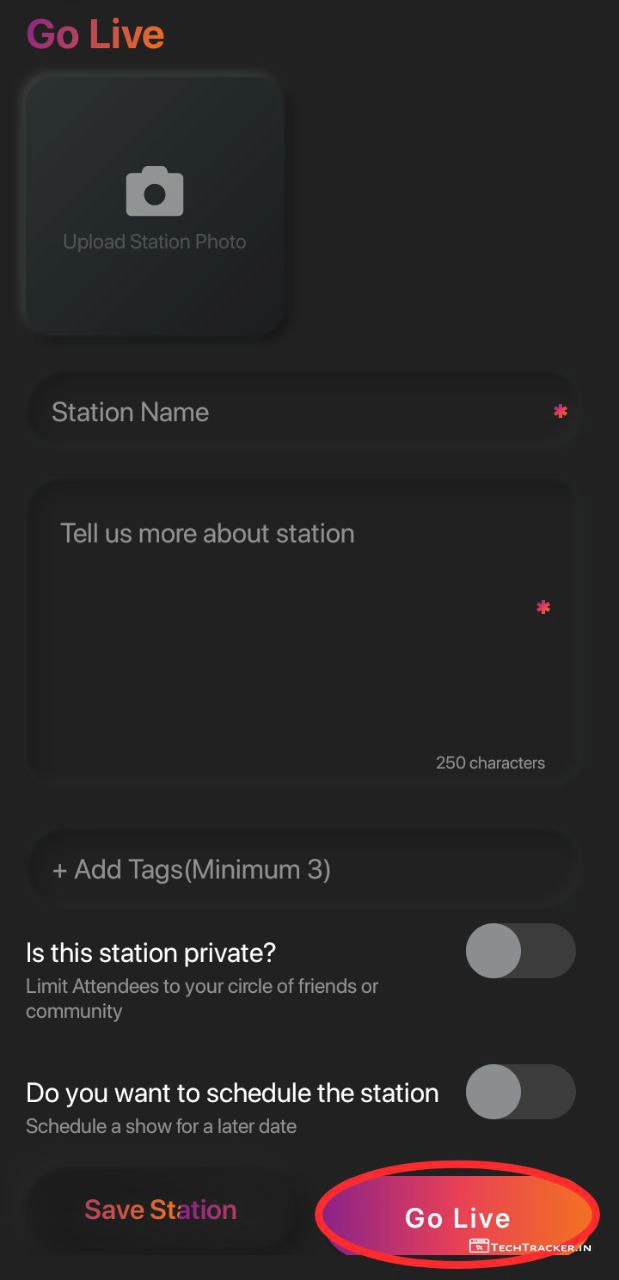 Go Live
Upload Station Photo
Station Name *
Tell us more about station
*
250 characters
+ Add Tags(Minimum 3)
Is this station private?
Limit Attendees to your circle of friends or
community
Do you want to schedule the station
Schedule a show for a later date
Save Station
Go Live
TECHTRACKER.IN